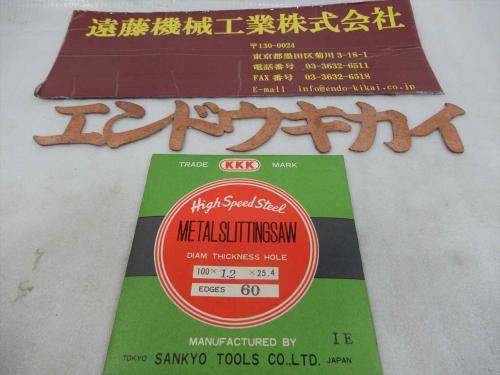 遠藤機械工業株式会社
〒130-0024
東京都墨田区菊川 3-18-1
電話番号 03-3632-6511
FAX番号 03-3632-6518
E-mail info@endo-kikai.co.jp
エンドウキカイ
TRADE KKK MARK
High Speed Steel
METALSLITTINGSAW
DIAM THICKNESS HOLE
100 × 1.2 × 25.4
EDGES 60
MANUFACTURED BY
I E
TOKYO SANKYO TOOLS CO.,LTD. JAPAN